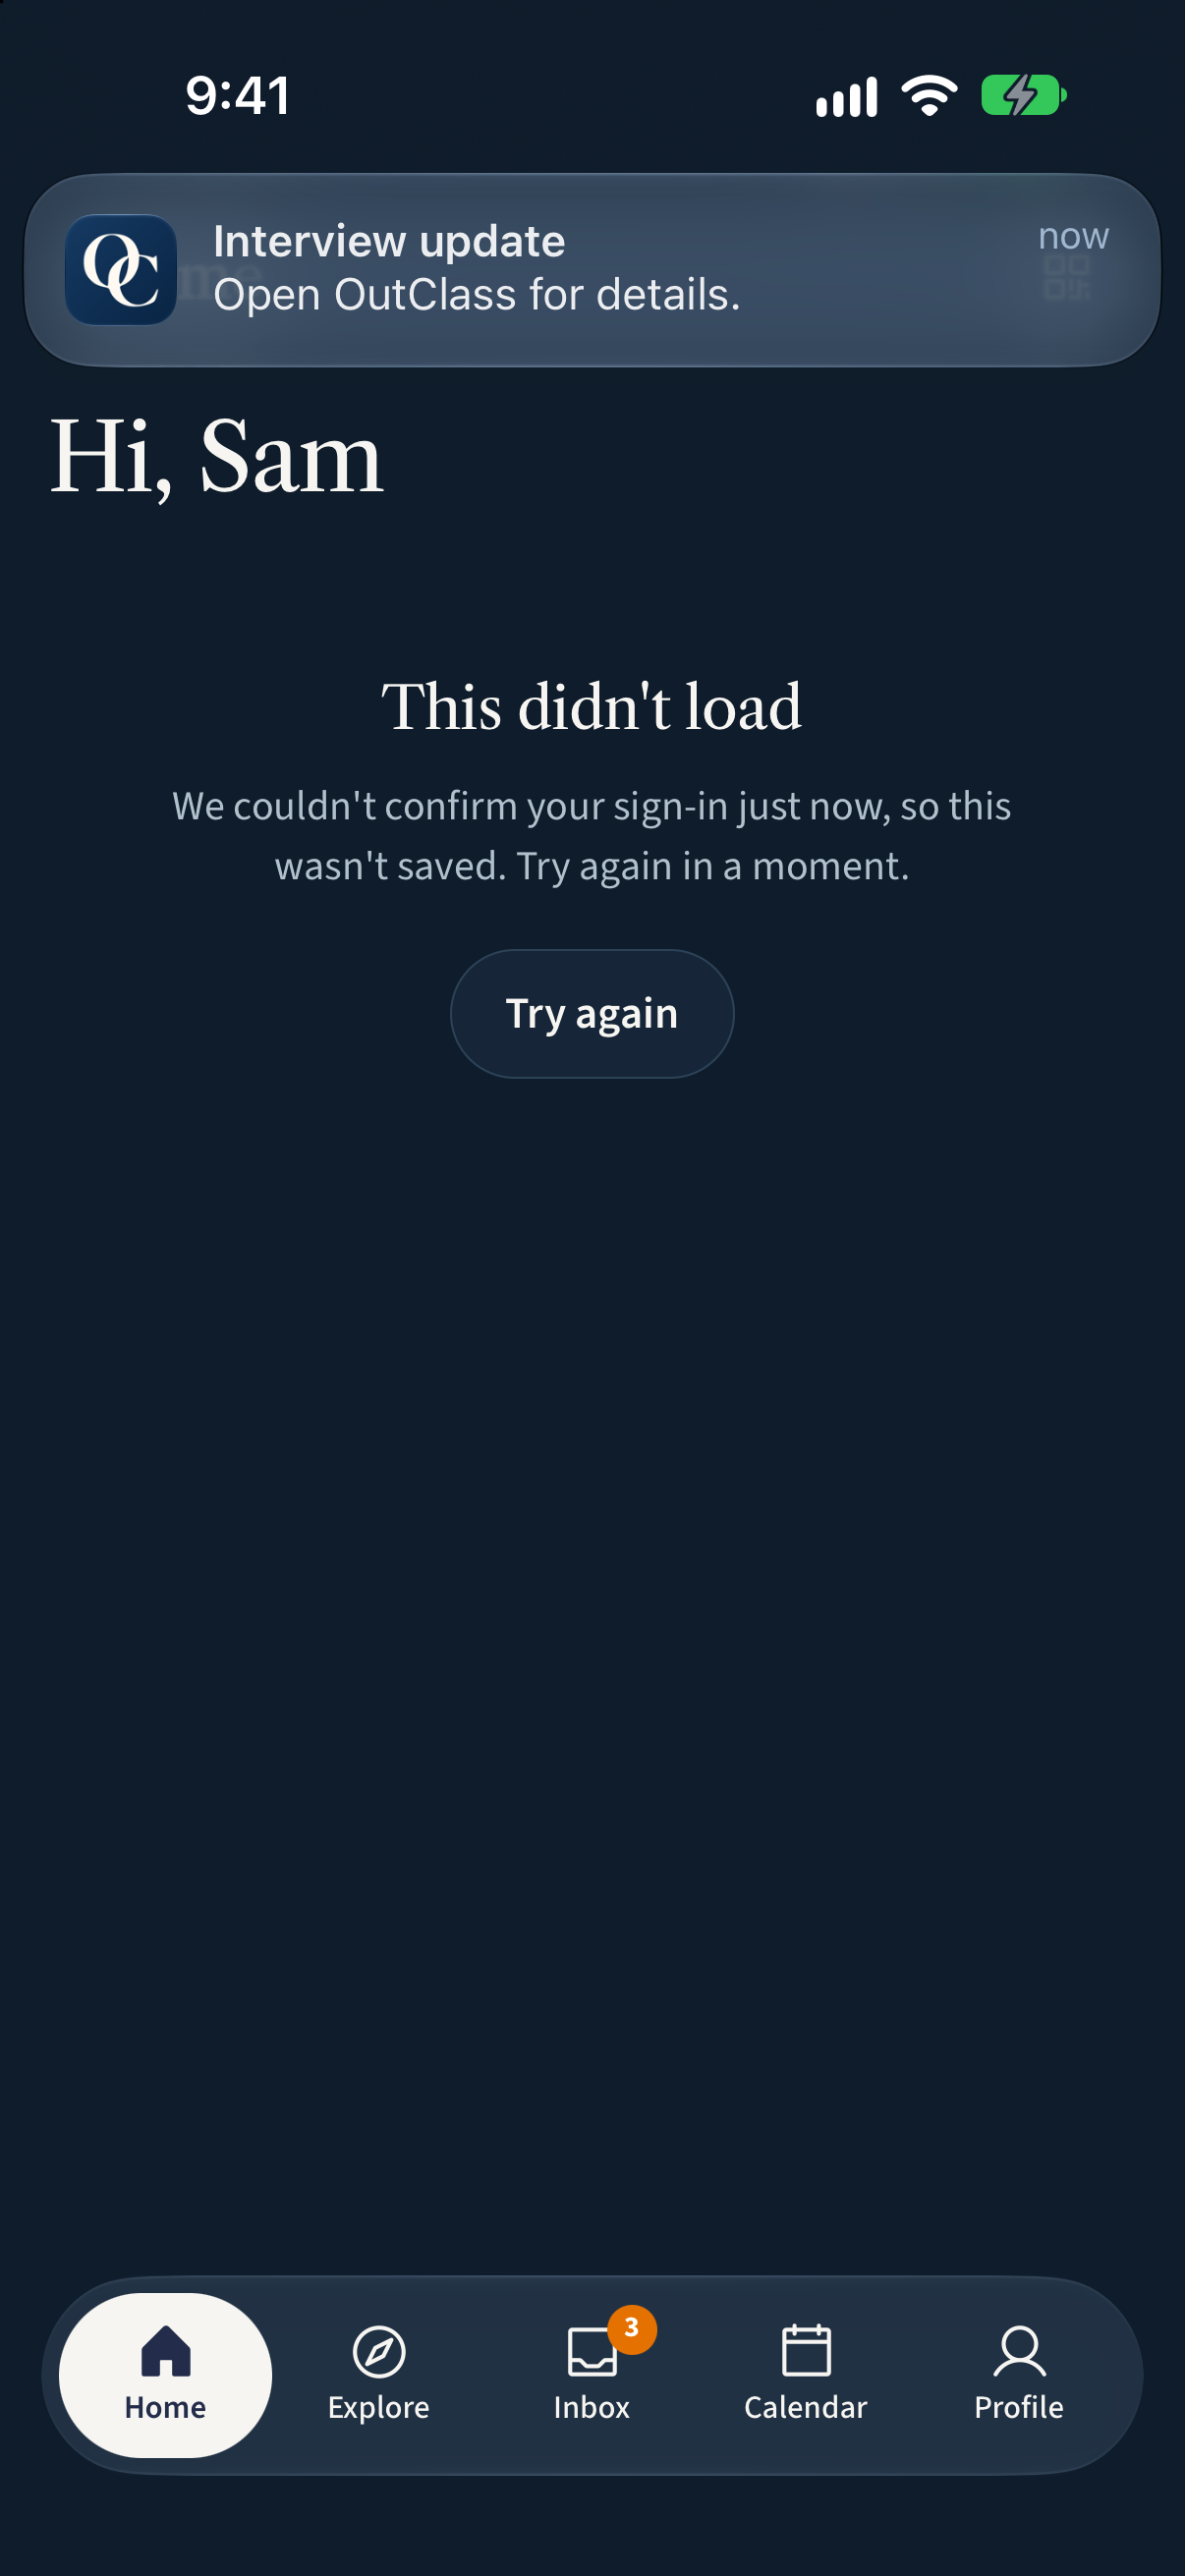 9:41
Interview update
now
Open OutClass for details.
Hi, Sam
This didn't load
We couldn't confirm your sign-in just now, so this
wasn't saved. Try again in a moment.
Try again
3
Home
Explore
Inbox
Calendar
Profile